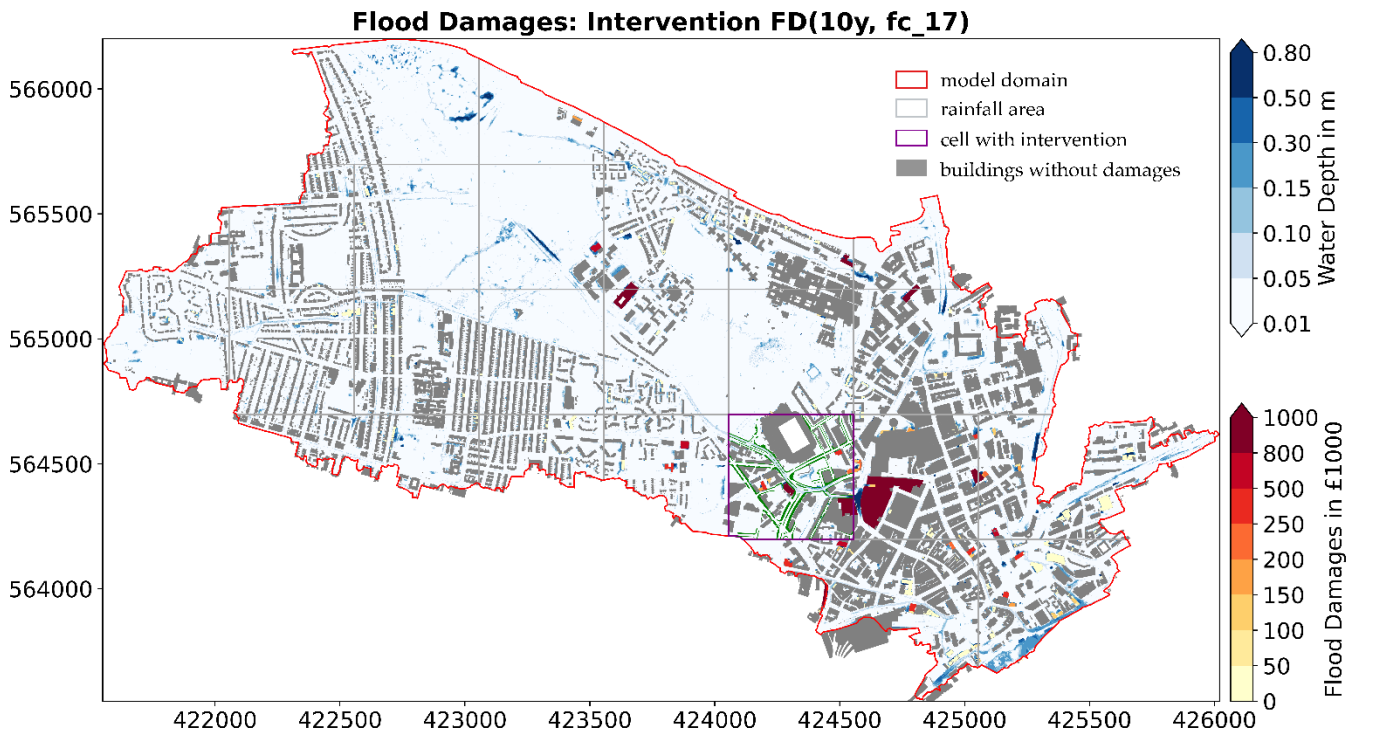 Flood Damages: Intervention FD(10y, fc_17)
model domain
rainfall area
cell with intervention
buildings without damages
566000
565500
565000
564500
564000
422000 422500 423000 423500 424000 424500 425000 425500 426000
0.80
0.50
0.30
0.15
0.10
0.05
0.01
Water Depth in m
1000
800
500
250
200
150
100
50
0
Flood Damages in £1000